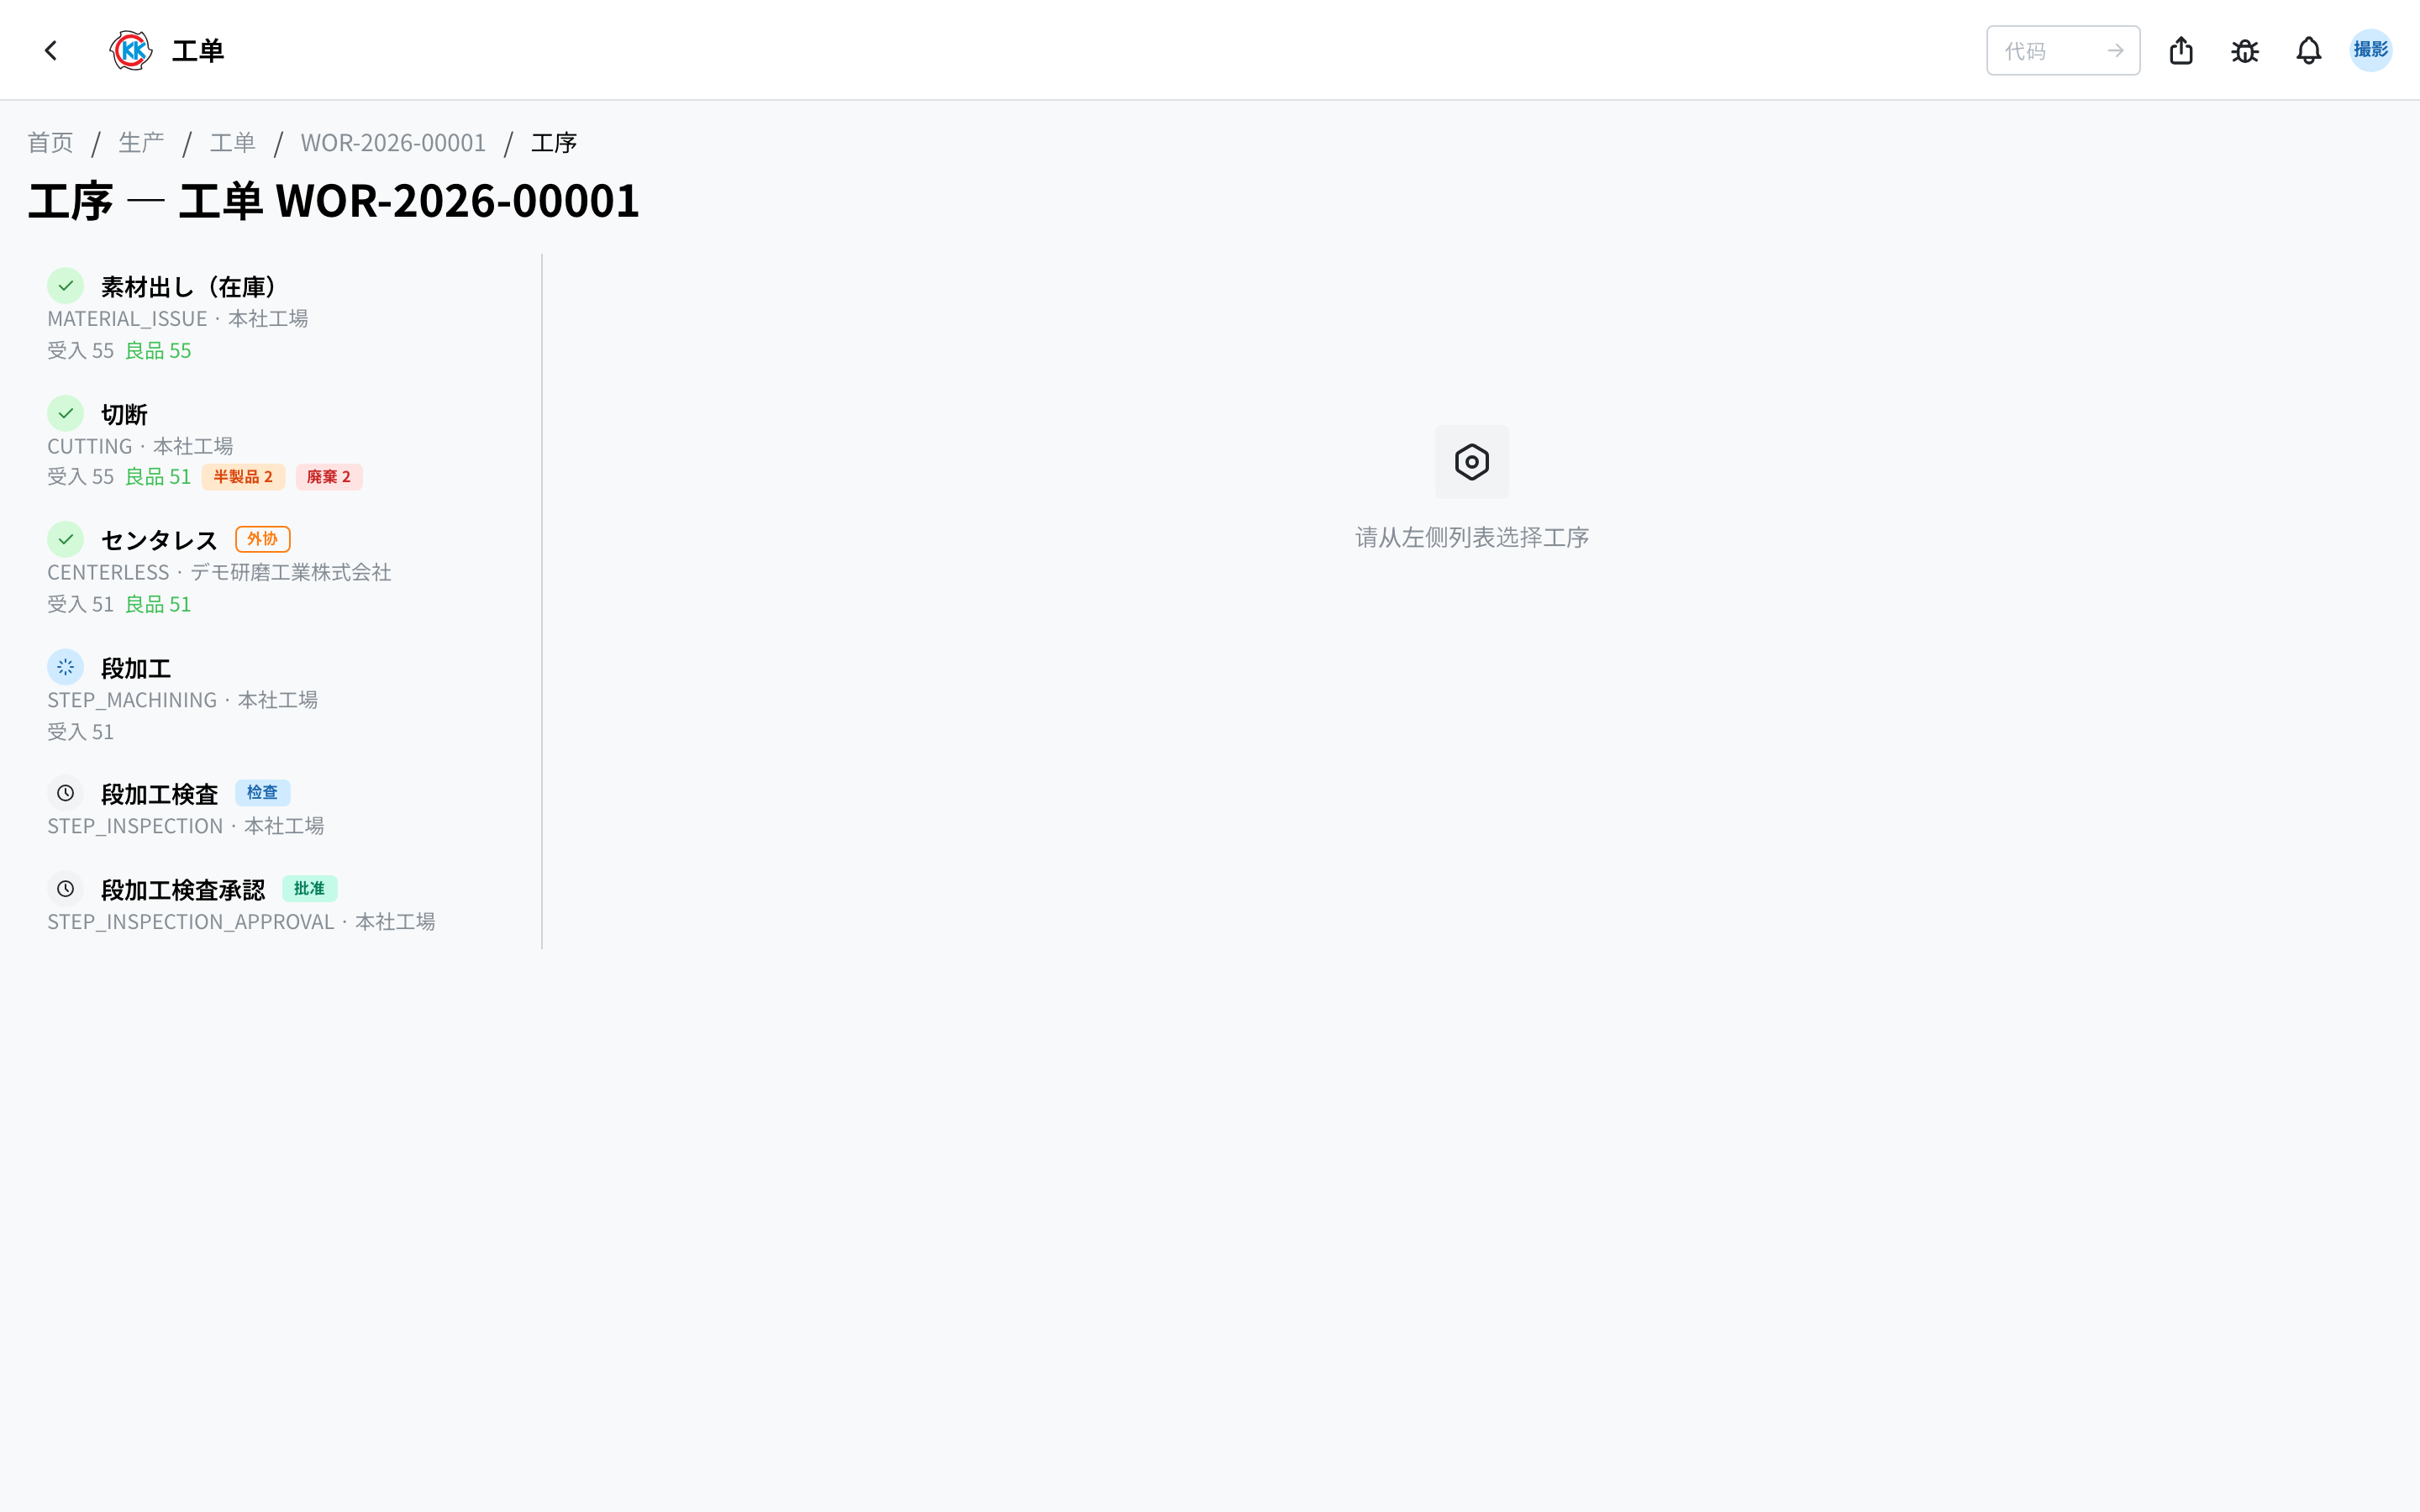 KK 工单 代码 撮影
首页 / 生产 / 工单 / WOR-2026-00001 / 工序
工序 — 工单 WOR-2026-00001
素材出し（在庫）
MATERIAL_ISSUE · 本社工場
受入 55 良品 55
切断
CUTTING · 本社工場
受入 55 良品 51 半製品 2 廃棄 2
センタレス 外协
CENTERLESS · デモ研磨工業株式会社
受入 51 良品 51
段加工
STEP_MACHINING · 本社工場
受入 51
段加工検査 检查
STEP_INSPECTION · 本社工場
段加工検査承認 批准
STEP_INSPECTION_APPROVAL · 本社工場
请从左侧列表选择工序